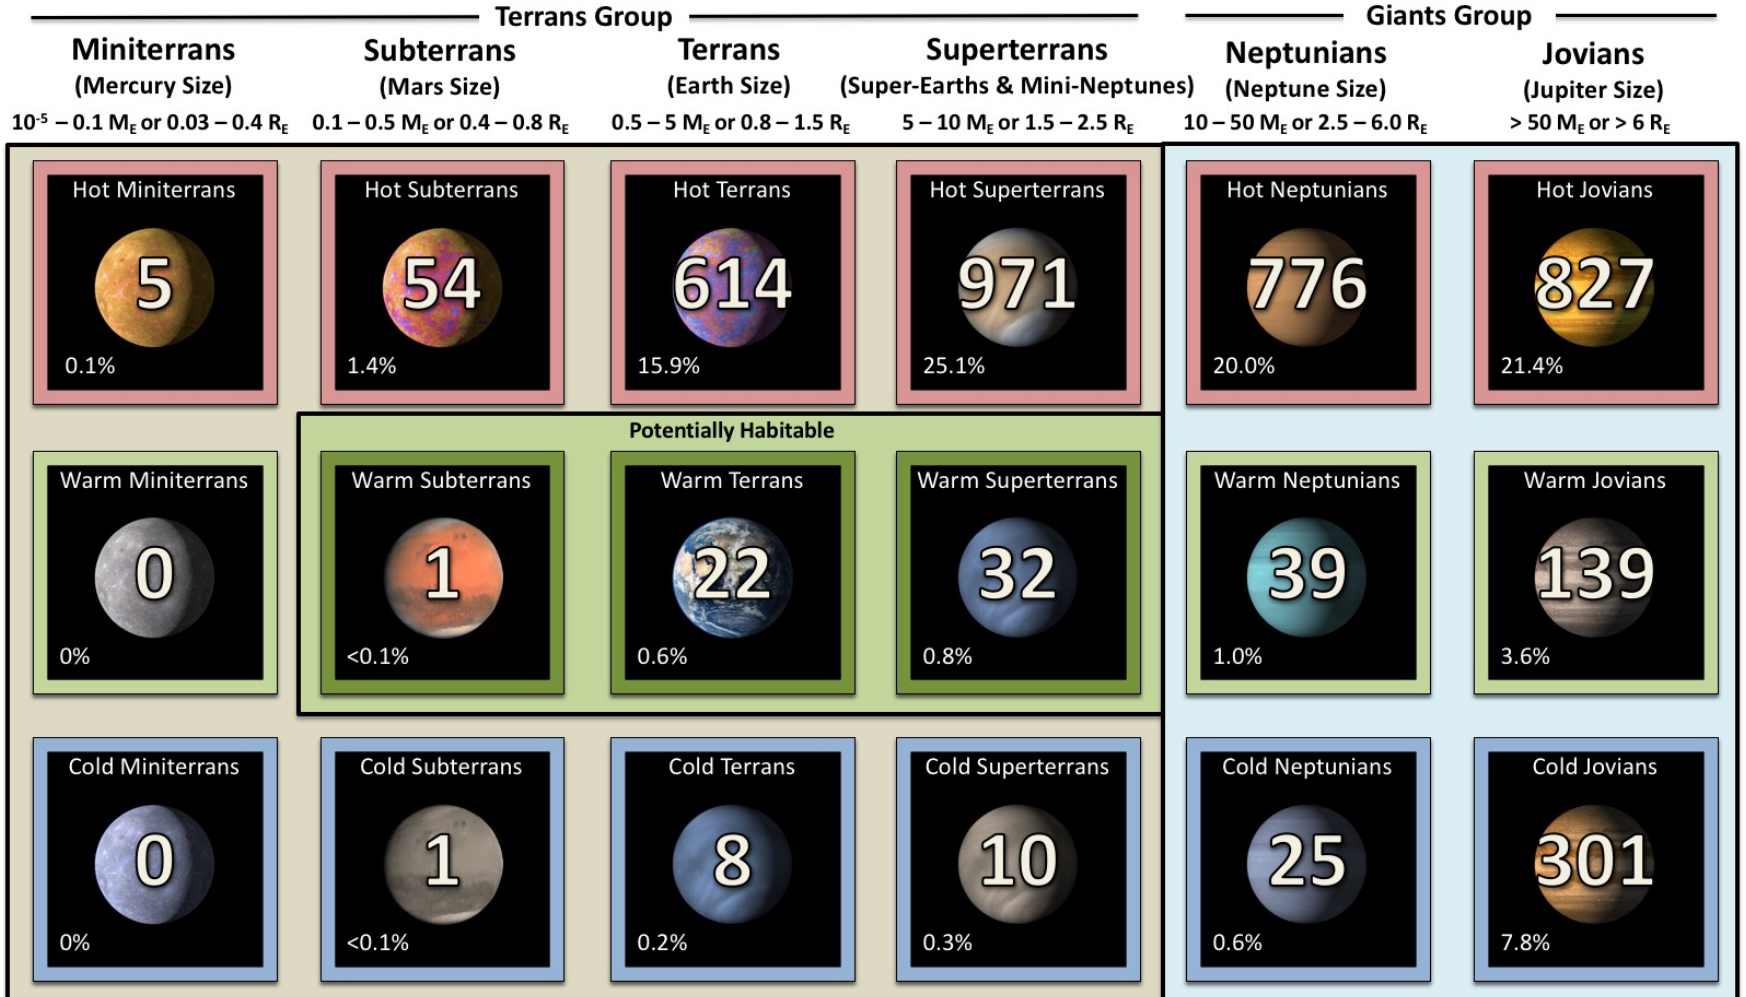 Terrans Group
Giants Group
Miniterrans
Subterrans
Terrans
Superterrans
Neptunians
Jovians
(Mercury Size)
(Mars Size)
(Earth Size)
(Super-Earths & Mini-Neptunes)
(Neptune Size)
(Jupiter Size)
10⁻⁵ – 0.1 M_E or 0.03 – 0.4 R_E
0.1 – 0.5 M_E or 0.4 – 0.8 R_E
0.5 – 5 M_E or 0.8 – 1.5 R_E
5 – 10 M_E or 1.5 – 2.5 R_E
10 – 50 M_E or 2.5 – 6.0 R_E
> 50 M_E or > 6 R_E
Hot Miniterrans
5
0.1%
Hot Subterrans
54
1.4%
Hot Terrans
614
15.9%
Hot Superterrans
971
25.1%
Hot Neptunians
776
20.0%
Hot Jovians
827
21.4%
Potentially Habitable
Warm Miniterrans
0
0%
Warm Subterrans
1
<0.1%
Warm Terrans
22
0.6%
Warm Superterrans
32
0.8%
Warm Neptunians
39
1.0%
Warm Jovians
139
3.6%
Cold Miniterrans
0
0%
Cold Subterrans
1
<0.1%
Cold Terrans
8
0.2%
Cold Superterrans
10
0.3%
Cold Neptunians
25
0.6%
Cold Jovians
301
7.8%